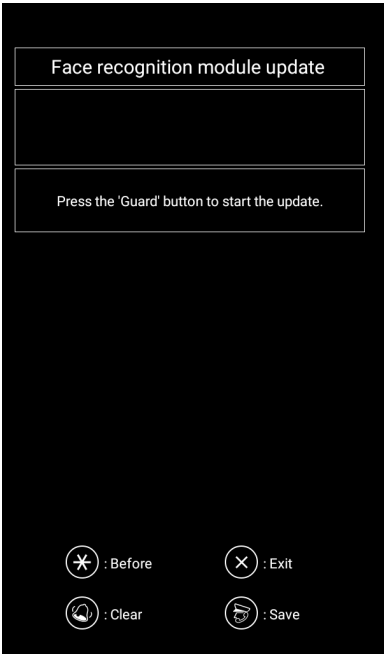 Face recognition module update
Press the 'Guard' button to start the update.
: Before
: Exit
: Clear
: Save